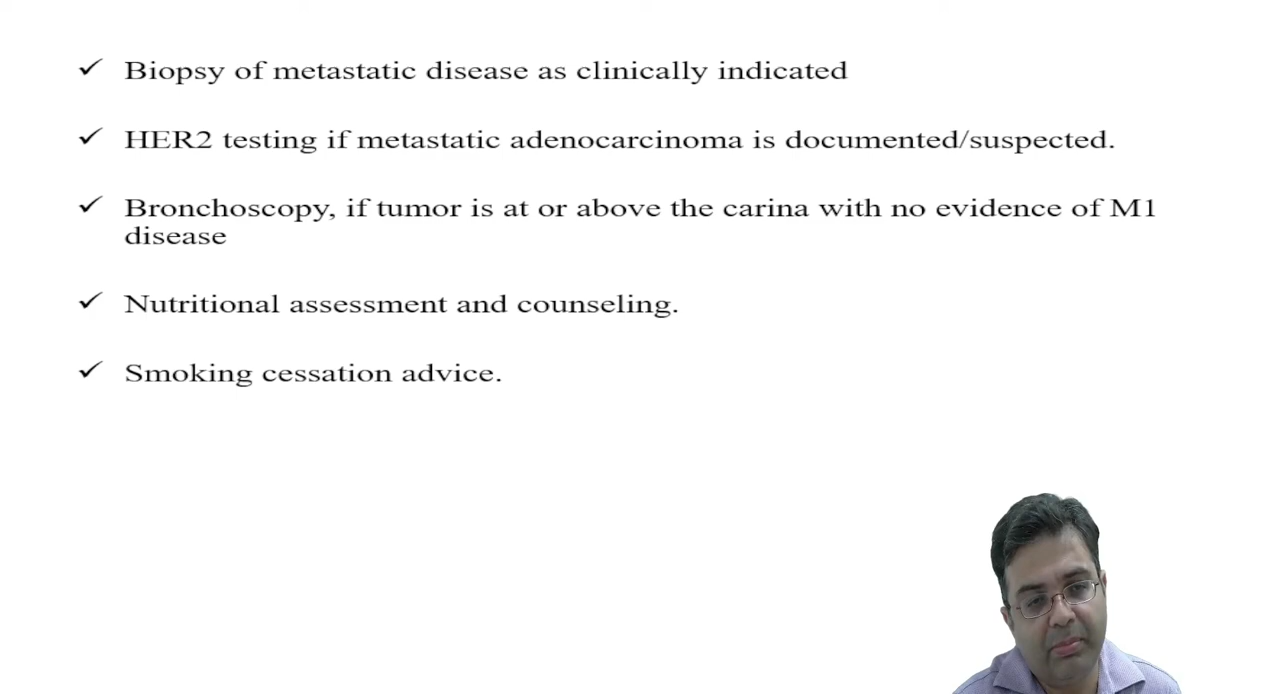 ✓ Biopsy of metastatic disease as clinically indicated
✓ HER2 testing if metastatic adenocarcinoma is documented/suspected.
✓ Bronchoscopy, if tumor is at or above the carina with no evidence of M1
disease
✓ Nutritional assessment and counseling.
✓ Smoking cessation advice.